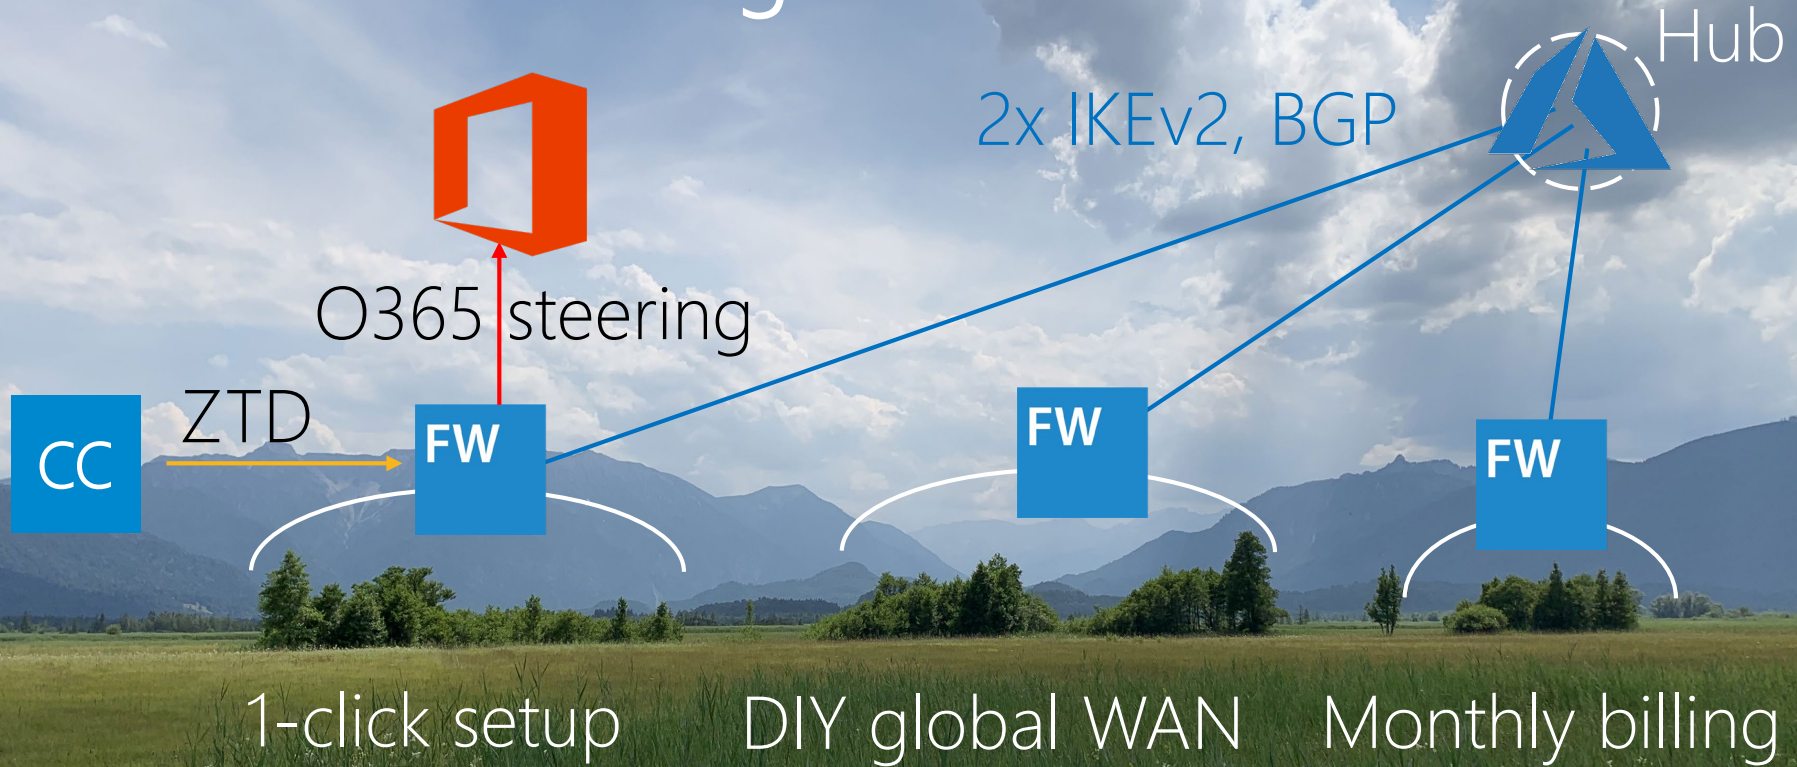 Hub
2x IKEv2, BGP
O365 steering
ZTD
CC
FW
FW
FW
1-click setup
DIY global WAN
Monthly billing